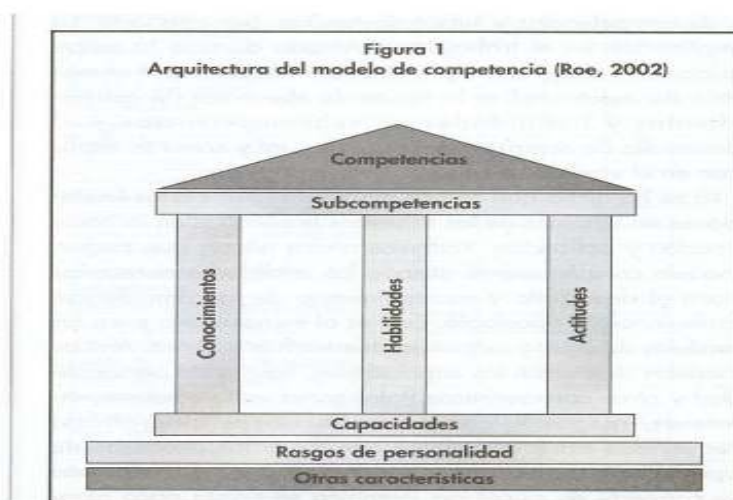 Figura 1
Arquitectura del modelo de competencia (Roe, 2002)
Competencias
Subcompetencias
Conocimientos
Habilidades
Actitudes
Capacidades
Rasgos de personalidad
Otras características